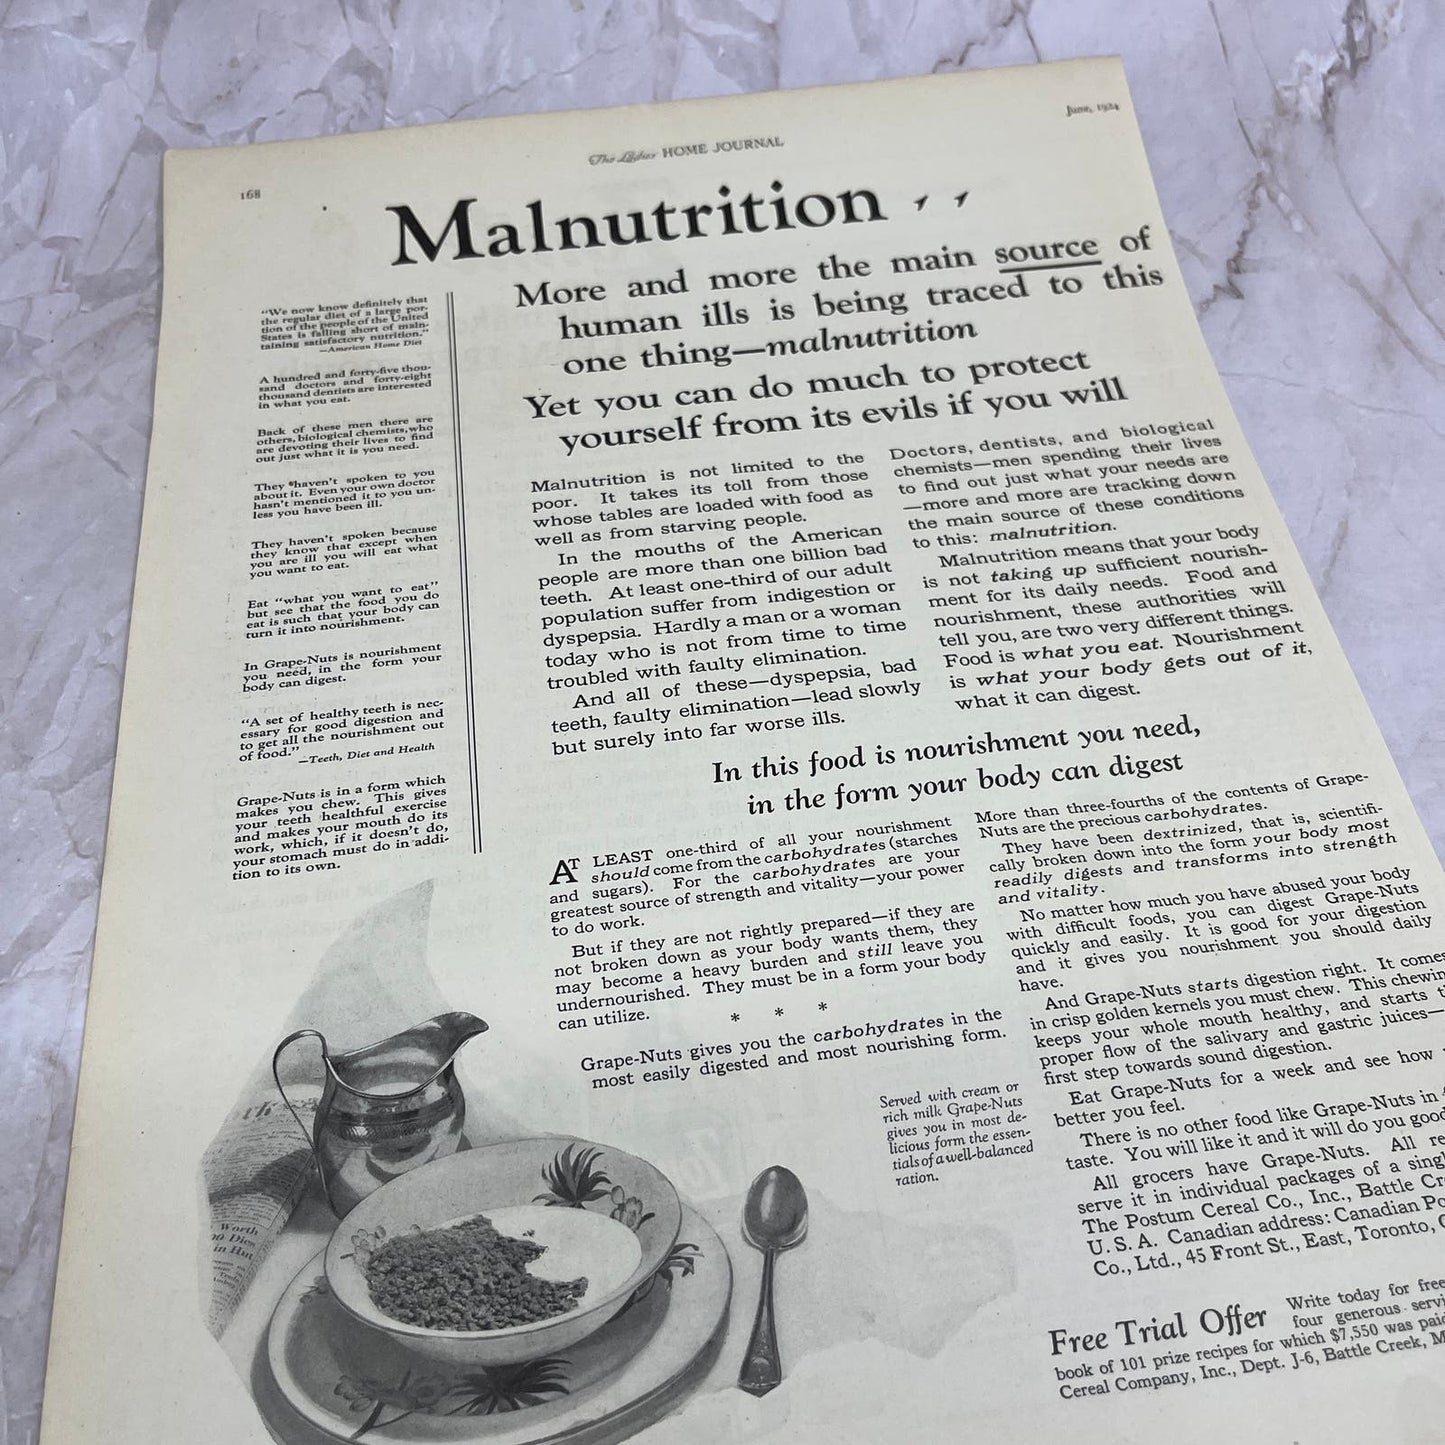 168
The Ladies HOME JOURNAL
June, 1924
Malnutrition
More and more the main source of
human ills is being traced to this
one thing—malnutrition
Yet you can do much to protect
yourself from its evils if you will
"We now know definitely that
the regular diet of a large por-
tion of the people of the United
States is falling short of main-
taining satisfactory nutrition."
—American Home Diet
A hundred and forty-five thou-
sand doctors and forty-eight
thousand dentists are interested
in what you eat.
Back of these men there are
others, biological chemists, who
are devoting their lives to find
out just what it is you need.
They haven't spoken to you
about it. Even your own doctor
hasn't mentioned it to you un-
less you have been ill.
They haven't spoken because
they know that except when
you are ill you will eat what
you want to eat.
Eat "what you want to eat"
but see that the food you do
eat is such that your body can
turn it into nourishment.
In Grape-Nuts is nourishment
you need, in the form your
body can digest.
"A set of healthy teeth is nec-
essary for good digestion and
to get all the nourishment out
of food."
—Teeth, Diet and Health
Grape-Nuts is in a form which
makes you chew. This gives
your teeth healthful exercise
and makes your mouth do its
work, which, if it doesn't do,
your stomach must do in addi-
tion to its own.
Malnutrition is not limited to the
poor. It takes its toll from those
whose tables are loaded with food as
well as from starving people.
In the mouths of the American
people are more than one billion bad
teeth. At least one-third of our adult
population suffer from indigestion or
dyspepsia. Hardly a man or a woman
today who is not from time to time
troubled with faulty elimination.
And all of these—dyspepsia, bad
teeth, faulty elimination—lead slowly
but surely into far worse ills.
Doctors, dentists, and biological
chemists—men spending their lives
to find out just what your needs are
—more and more are tracking down
the main source of these conditions
to this: malnutrition.
Malnutrition means that your body
is not taking up sufficient nourish-
ment for its daily needs. Food and
nourishment, these authorities will
tell you, are two very different things.
Food is what you eat. Nourishment
is what your body gets out of it,
what it can digest.
In this food is nourishment you need,
in the form your body can digest
AT LEAST one-third of all your nourishment
should come from the carbohydrates (starches
and sugars). For the carbohydrates are your
greatest source of strength and vitality—your power
to do work.
But if they are not rightly prepared—if they are
not broken down as your body wants them, they
may become a heavy burden and still leave you
undernourished. They must be in a form your body
can utilize.
* * *
Grape-Nuts gives you the carbohydrates in the
most easily digested and most nourishing form.
More than three-fourths of the contents of Grape-
Nuts are the precious carbohydrates.
They have been dextrinized, that is, scientifi-
cally broken down into the form your body most
readily digests and transforms into strength
and vitality.
No matter how much you have abused your body
with difficult foods, you can digest Grape-Nuts
quickly and easily. It is good for your digestion
and it gives you nourishment you should daily
have.
And Grape-Nuts starts digestion right. It comes
in crisp golden kernels you must chew. This chewin
keeps your whole mouth healthy, and starts t
proper flow of the salivary and gastric juices—
first step towards sound digestion.
Eat Grape-Nuts for a week and see how
better you feel.
There is no other food like Grape-Nuts in
taste. You will like it and it will do you good
All grocers have Grape-Nuts. All re
serve it in individual packages of a singl
The Postum Cereal Co., Inc., Battle Cr
U. S. A. Canadian address: Canadian Po
Co., Ltd., 45 Front St., East, Toronto,
Served with cream or
rich milk Grape-Nuts
gives you in most de-
licious form the essen-
tials of a well-balanced
ration.
Worth
in Hut
Free Trial Offer Write today for free
four generous servi
book of 101 prize recipes for which $7,550 was paid
Cereal Company, Inc., Dept. J-6, Battle Creek, M